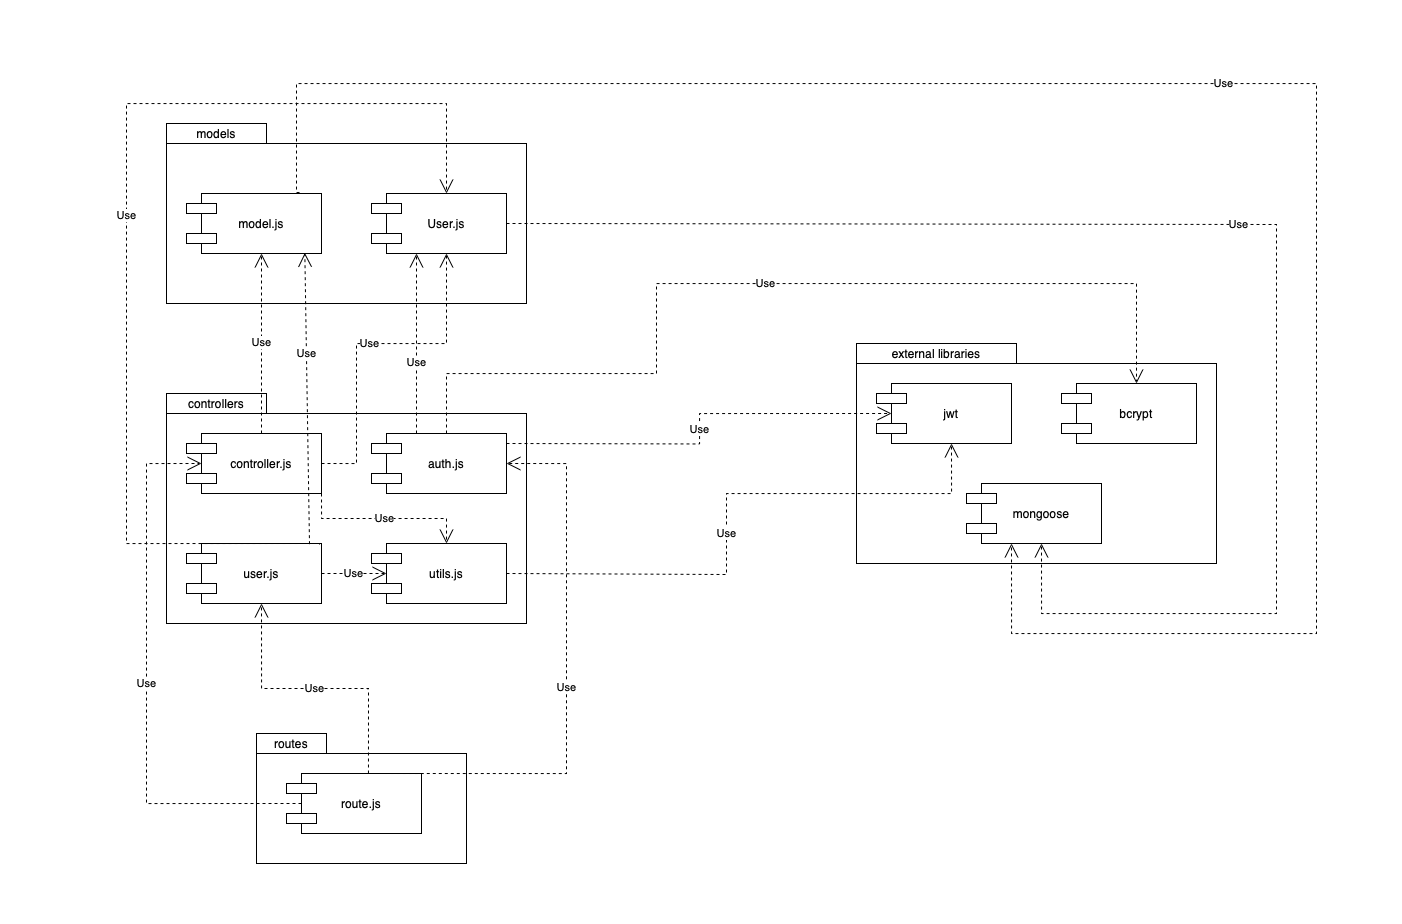 Use
models
Use
model.js
User.js
Use
Use
Use
Use
Use
external libraries
Use
Use
controllers
jwt
bcrypt
Use
controller.js
auth.js
mongoose
Use
Use
user.js
Use
utils.js
Use
Use
Use
routes
route.js